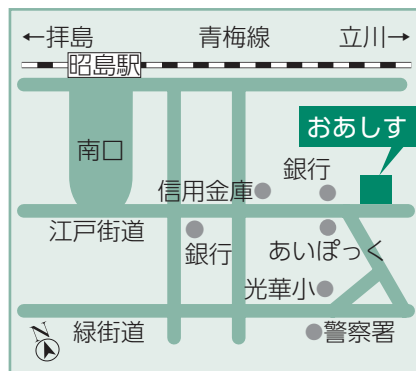 ←拝島
青梅線
立川→
昭島駅
おあしす
南口
銀行
信用金庫
江戸街道
銀行
あいぽっく
光華小
緑街道
警察署
N